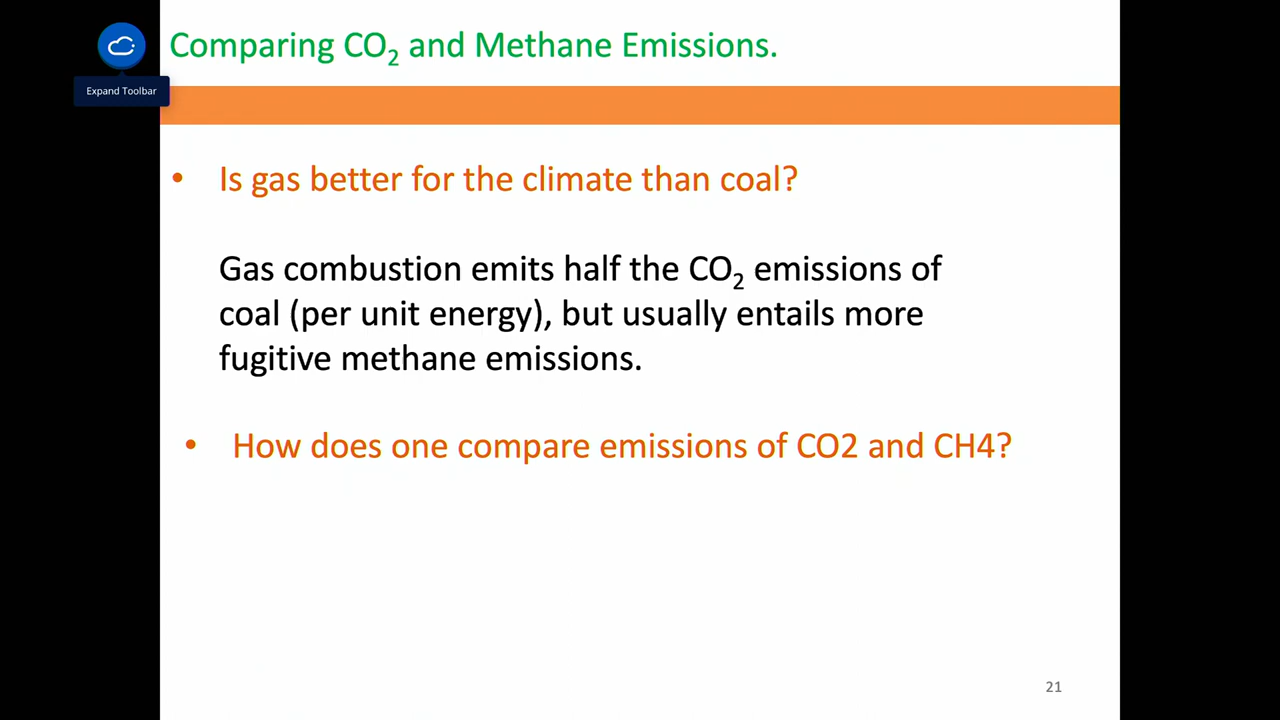 Comparing CO₂ and Methane Emissions.
Expand Toolbar
• Is gas better for the climate than coal?
Gas combustion emits half the CO₂ emissions of
coal (per unit energy), but usually entails more
fugitive methane emissions.
• How does one compare emissions of CO2 and CH4?
21